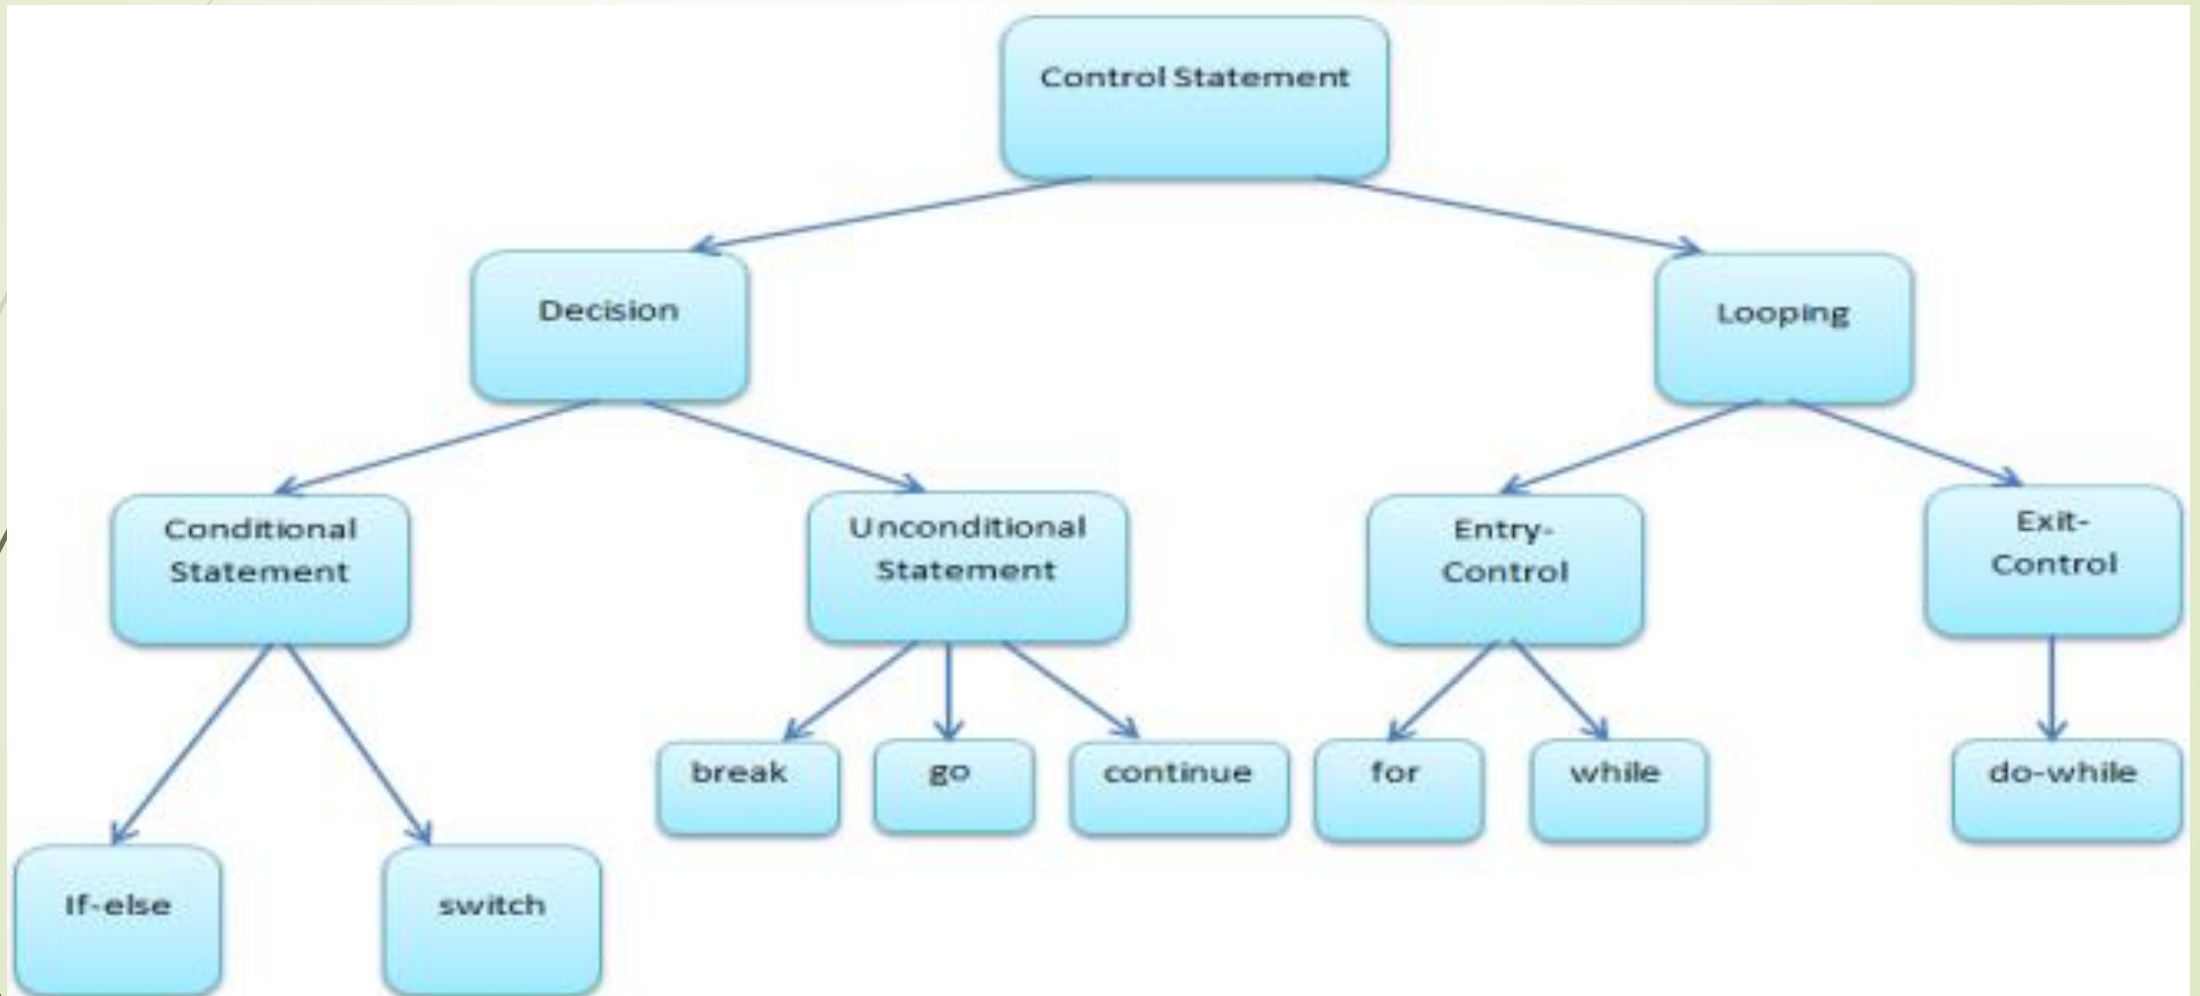 Control Statement
Decision
Looping
Conditional
Statement
Unconditional
Statement
Entry-
Control
Exit-
Control
break
go
continue
for
while
do-while
If-else
switch